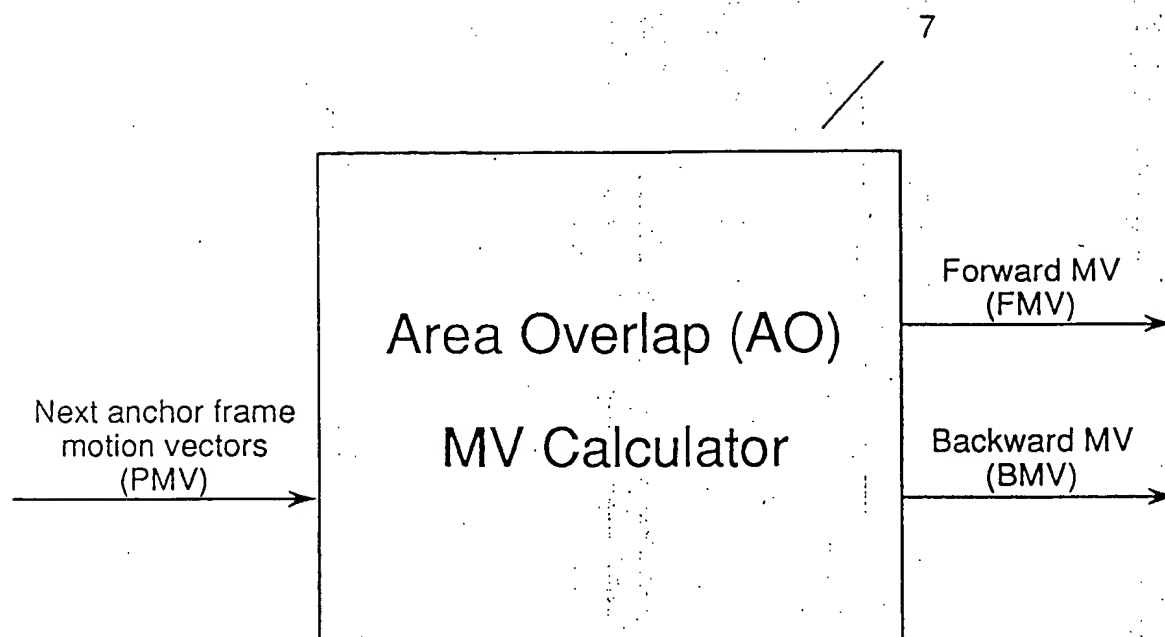 7
Forward MV
(FMV)
Area Overlap (AO)
MV Calculator
Next anchor frame
motion vectors
(PMV)
Backward MV
(BMV)